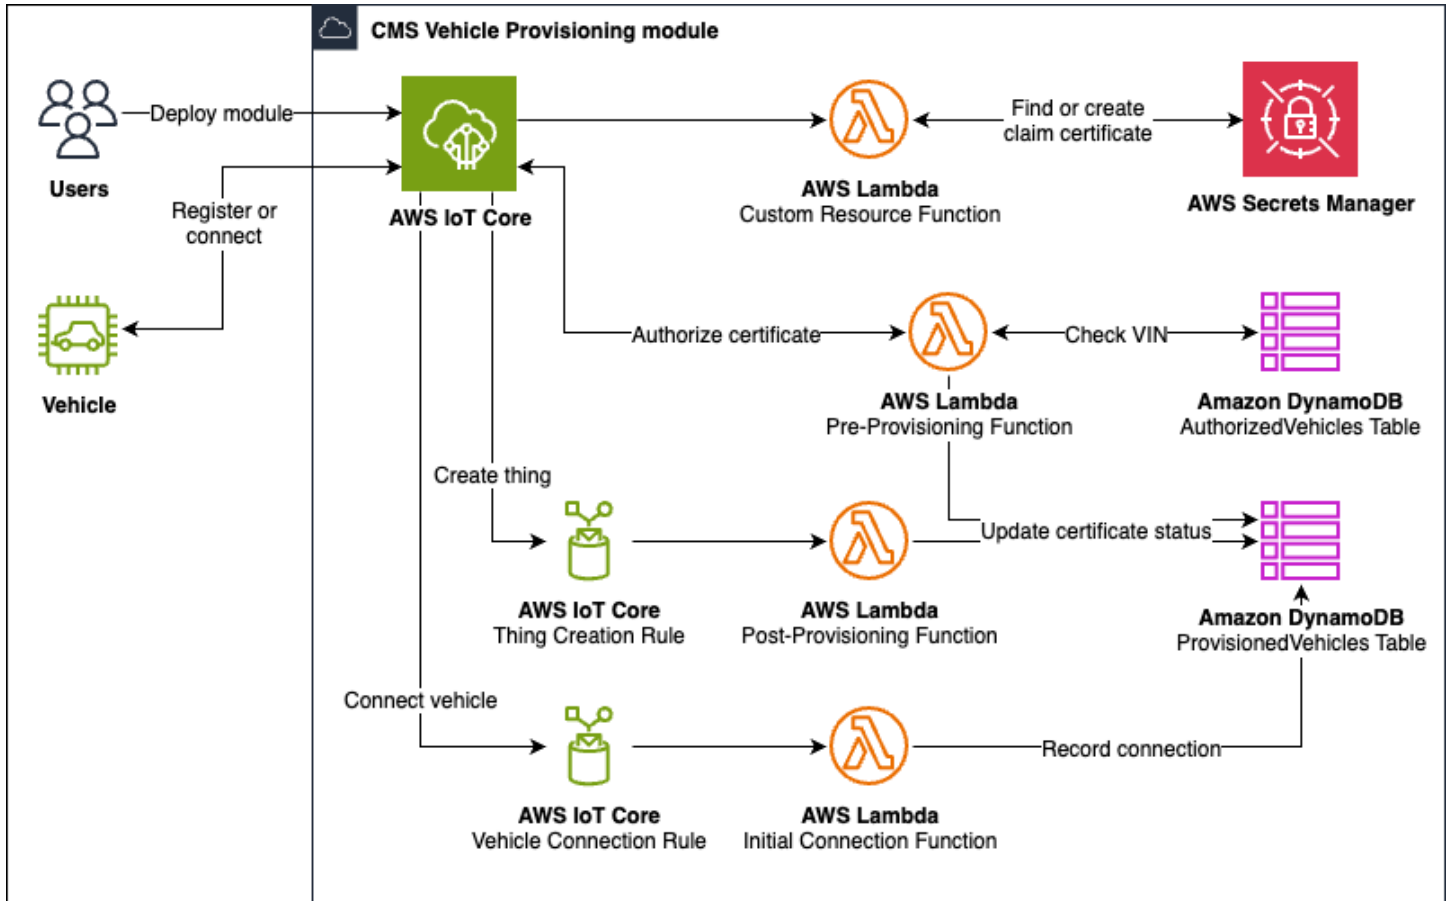 CMS Vehicle Provisioning module
Deploy module
Users
Register or
connect
Vehicle
AWS IoT Core
AWS Lambda
Custom Resource Function
Find or create
claim certificate
AWS Secrets Manager
Authorize certificate
AWS Lambda
Pre-Provisioning Function
Check VIN
Amazon DynamoDB
AuthorizedVehicles Table
Create thing
AWS IoT Core
Thing Creation Rule
AWS Lambda
Post-Provisioning Function
Update certificate status
Amazon DynamoDB
ProvisionedVehicles Table
Connect vehicle
AWS IoT Core
Vehicle Connection Rule
AWS Lambda
Initial Connection Function
Record connection